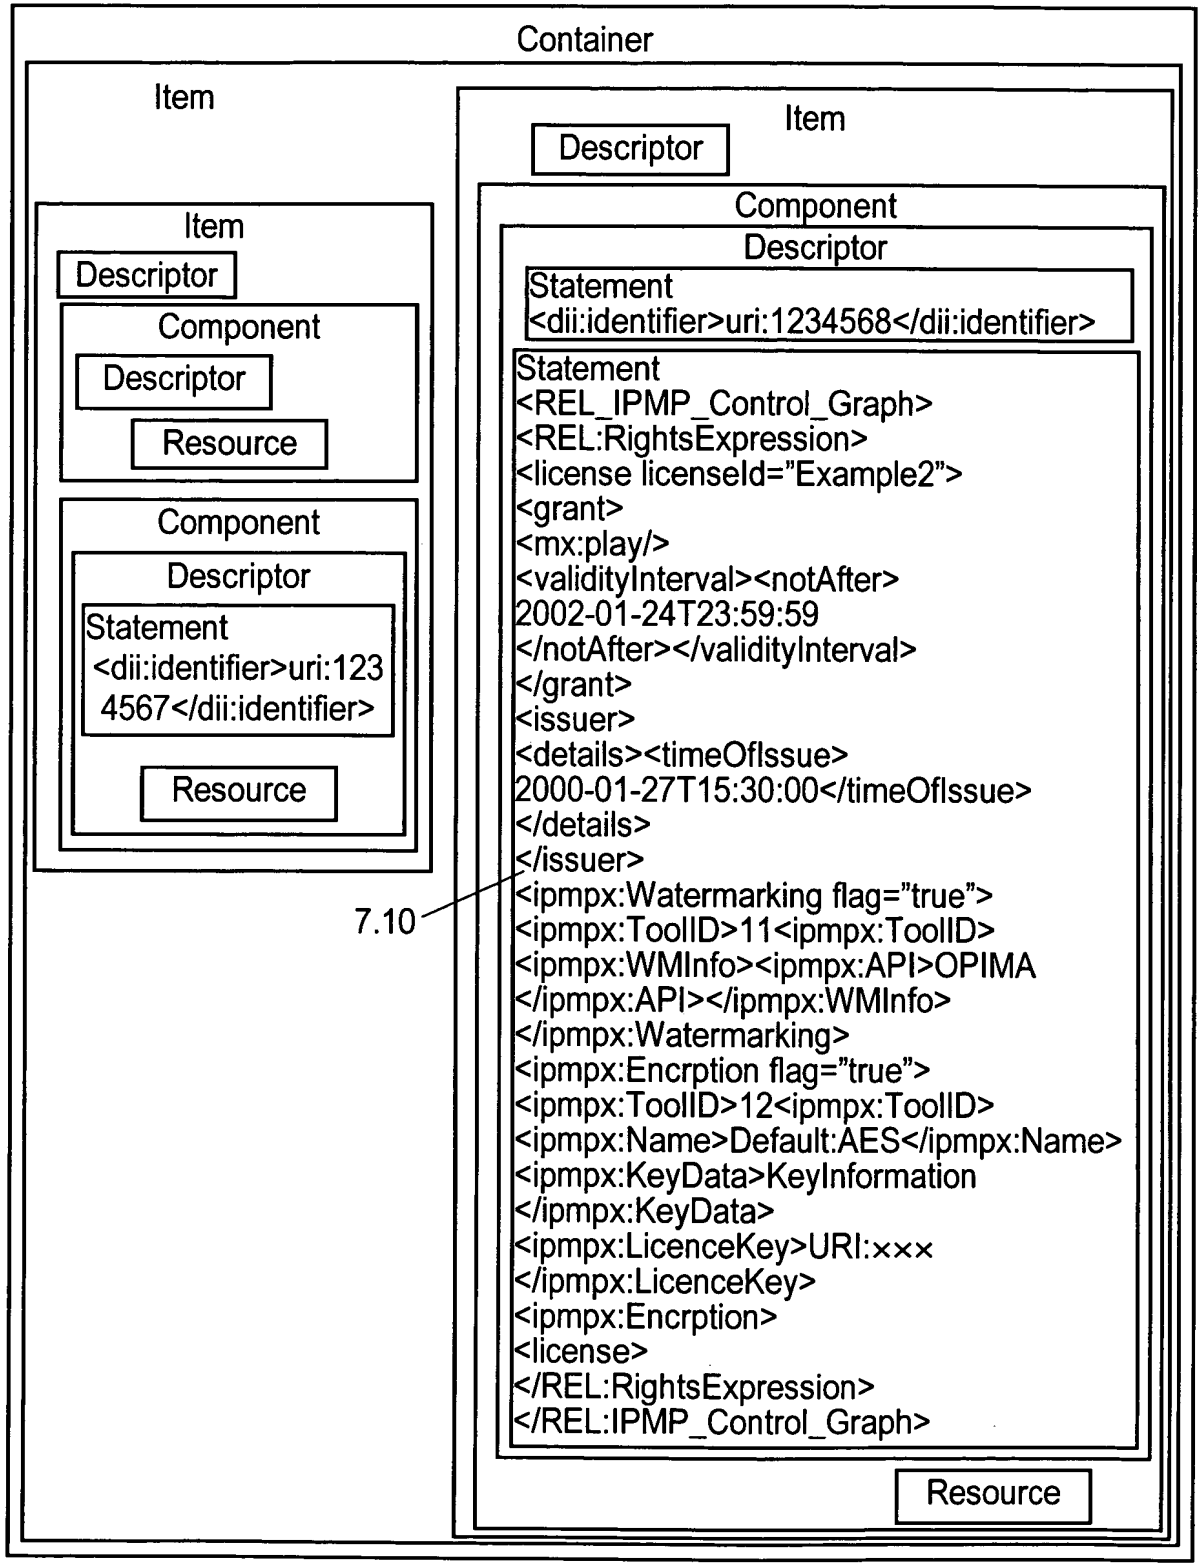 Container
Item
Item
Descriptor
Component
Descriptor
Resource
Component
Descriptor
Statement
<dii:identifier>uri:123
4567</dii:identifier>
Resource
Item
Descriptor
Component
Descriptor
Statement
<dii:identifier>uri:1234568</dii:identifier>
Statement
<REL_IPMP_Control_Graph>
<REL:RightsExpression>
<license licenseId="Example2">
<grant>
<mx:play/>
<validityInterval><notAfter>
2002-01-24T23:59:59
</notAfter></validityInterval>
</grant>
<issuer>
<details><timeOfIssue>
2000-01-27T15:30:00</timeOfIssue>
</details>
</issuer>
7.10
<ipmpx:Watermarking flag="true">
<ipmpx:ToolID>11<ipmpx:ToolID>
<ipmpx:WMInfo><ipmpx:API>OPIMA
</ipmpx:API></ipmpx:WMInfo>
</ipmpx:Watermarking>
<ipmpx:Encrption flag="true">
<ipmpx:ToolID>12<ipmpx:ToolID>
<ipmpx:Name>Default:AES</ipmpx:Name>
<ipmpx:KeyData>KeyInformation
</ipmpx:KeyData>
<ipmpx:LicenceKey>URI:×××
</ipmpx:LicenceKey>
<ipmpx:Encrption>
<license>
</REL:RightsExpression>
</REL:IPMP_Control_Graph>
Resource